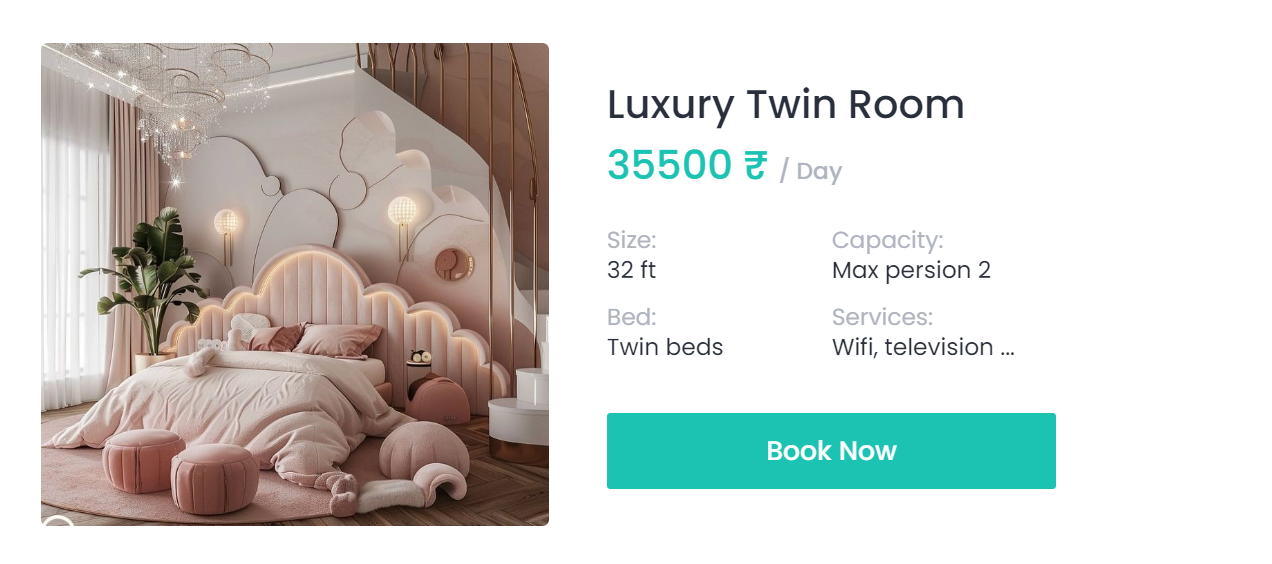 Luxury Twin Room
35500 ₹ / Day
Size:
32 ft
Capacity:
Max persion 2
Bed:
Twin beds
Services:
Wifi, television ...
Book Now